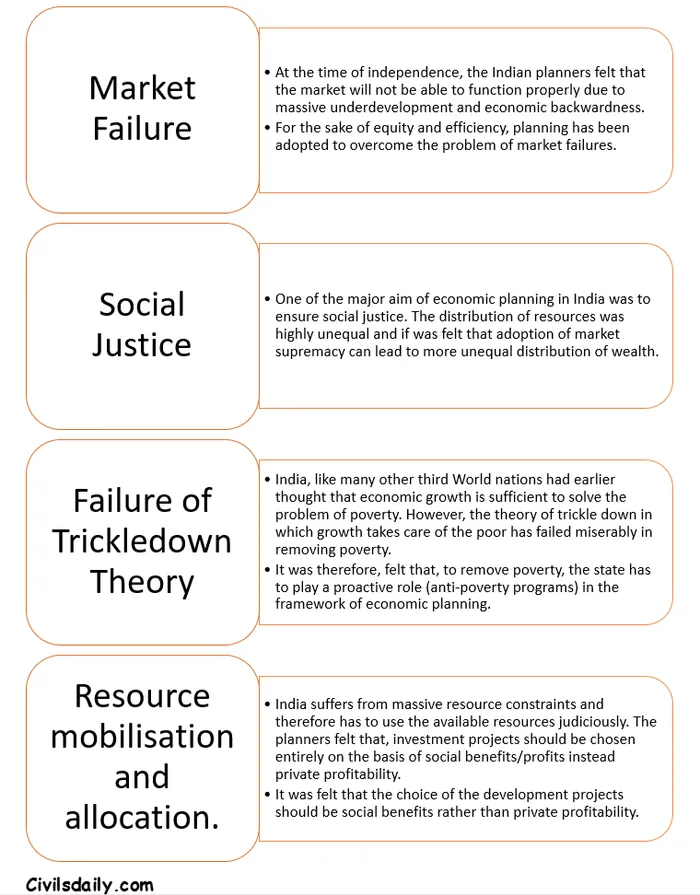 Market
Failure
• At the time of independence, the Indian planners felt that
the market will not be able to function properly due to
massive underdevelopment and economic backwardness.
• For the sake of equity and efficiency, planning has been
adopted to overcome the problem of market failures.
Social
Justice
• One of the major aim of economic planning in India was to
ensure social justice. The distribution of resources was
highly unequal and if was felt that adoption of market
supremacy can lead to more unequal distribution of wealth.
Failure of
Trickledown
Theory
• India, like many other third World nations had earlier
thought that economic growth is sufficient to solve the
problem of poverty. However, the theory of trickle down in
which growth takes care of the poor has failed miserably in
removing poverty.
• It was therefore, felt that, to remove poverty, the state has
to play a proactive role (anti-poverty programs) in the
framework of economic planning.
Resource
mobilisation
and
allocation.
• India suffers from massive resource constraints and
therefore has to use the available resources judiciously. The
planners felt that, investment projects should be chosen
entirely on the basis of social benefits/profits instead
private profitability.
• It was felt that the choice of the development projects
should be social benefits rather than private profitability.
Civilsdaily.com